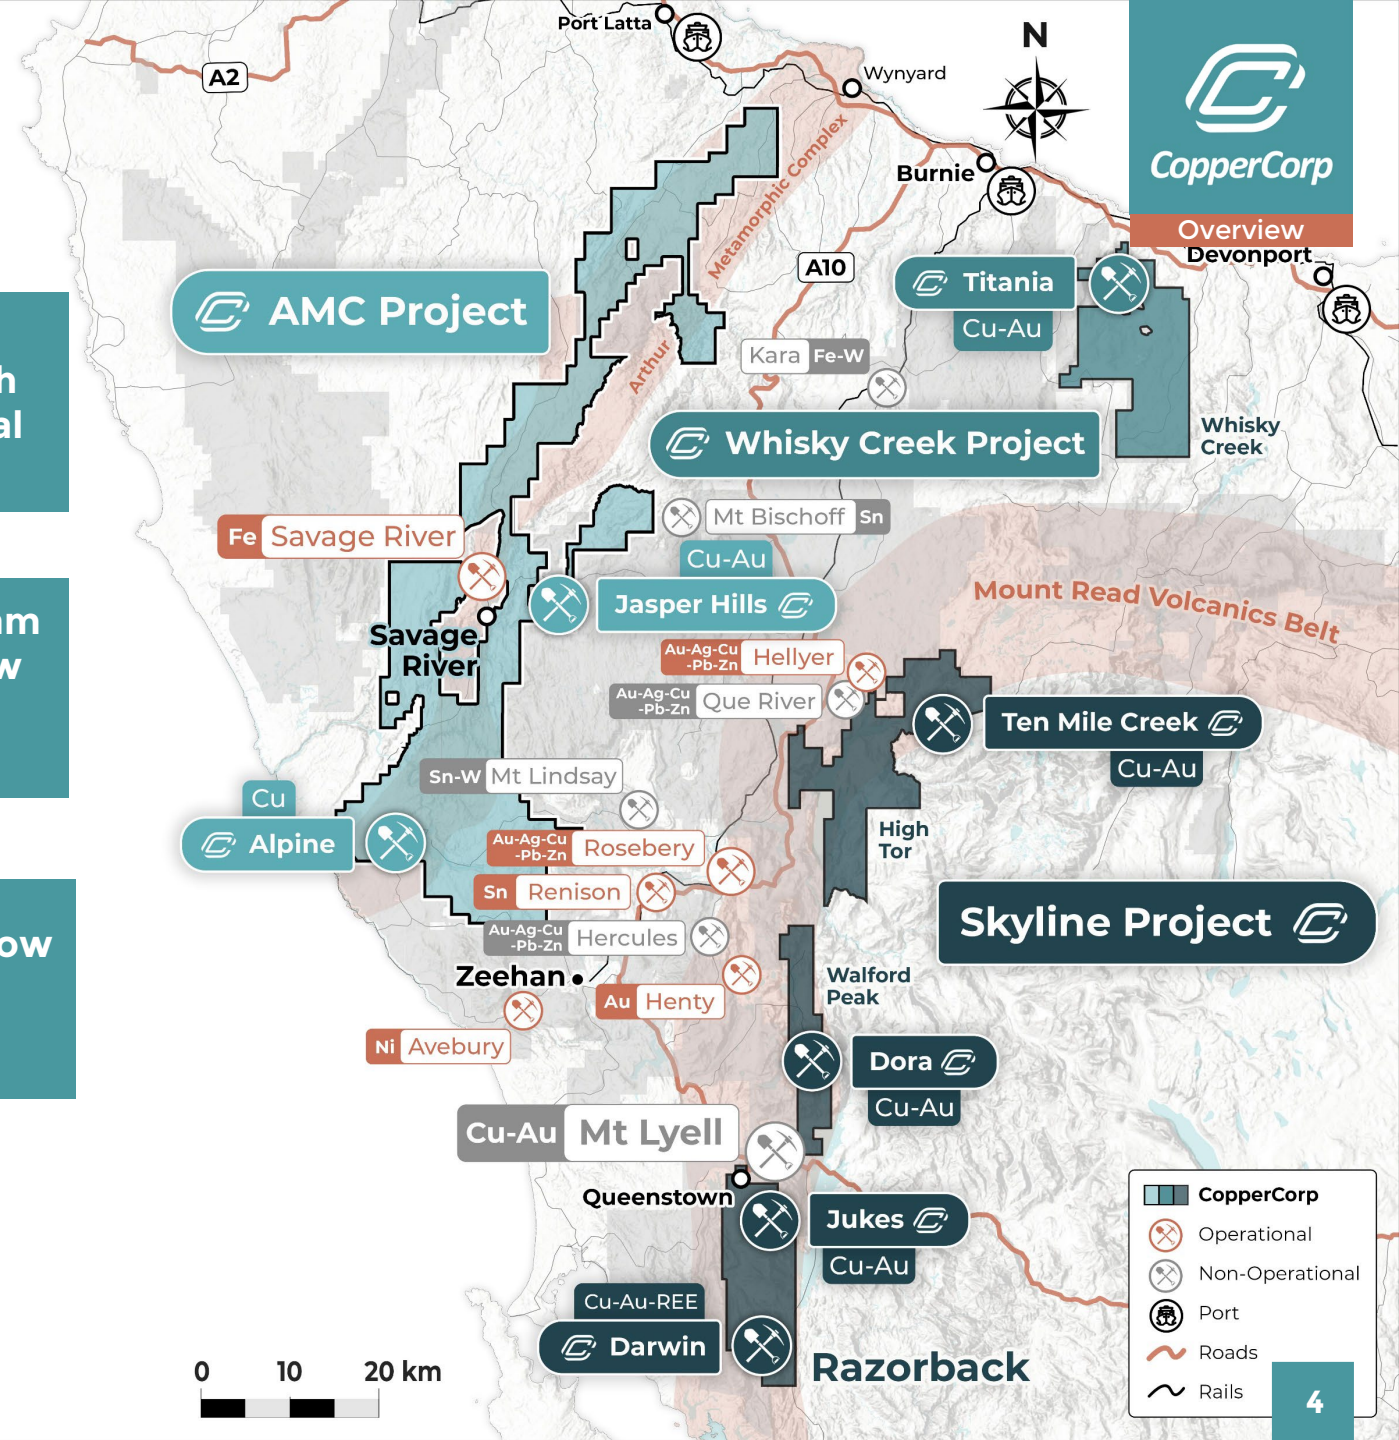 Port Latta
A2
Wynyard
N
CopperCorp
Overview
Metamorphic Complex
Burnie
Devonport
A10
Titania
Cu-Au
AMC Project
Arthur
Kara Fe-W
h
al
Whisky
Creek
Whisky Creek Project
Fe Savage River
Mt Bischoff Sn
Cu-Au
Jasper Hills
Mount Read Volcanics Belt
am
w
Savage
River
Au-Ag-Cu
-Pb-Zn
Hellyer
Au-Ag-Cu
-Pb-Zn
Que River
Ten Mile Creek
Cu-Au
Sn-W Mt Lindsay
Cu
Alpine
Au-Ag-Cu
-Pb-Zn
Rosebery
High
Tor
Sn Renison
Skyline Project
ow
Au-Ag-Cu
-Pb-Zn
Hercules
Zeehan
Walford
Peak
Au Henty
Ni Avebury
Dora
Cu-Au
Cu-Au Mt Lyell
Queenstown
Jukes
Cu-Au
Cu-Au-REE
Darwin
Razorback
0 10 20 km
CopperCorp
Operational
Non-Operational
Port
Roads
Rails
4